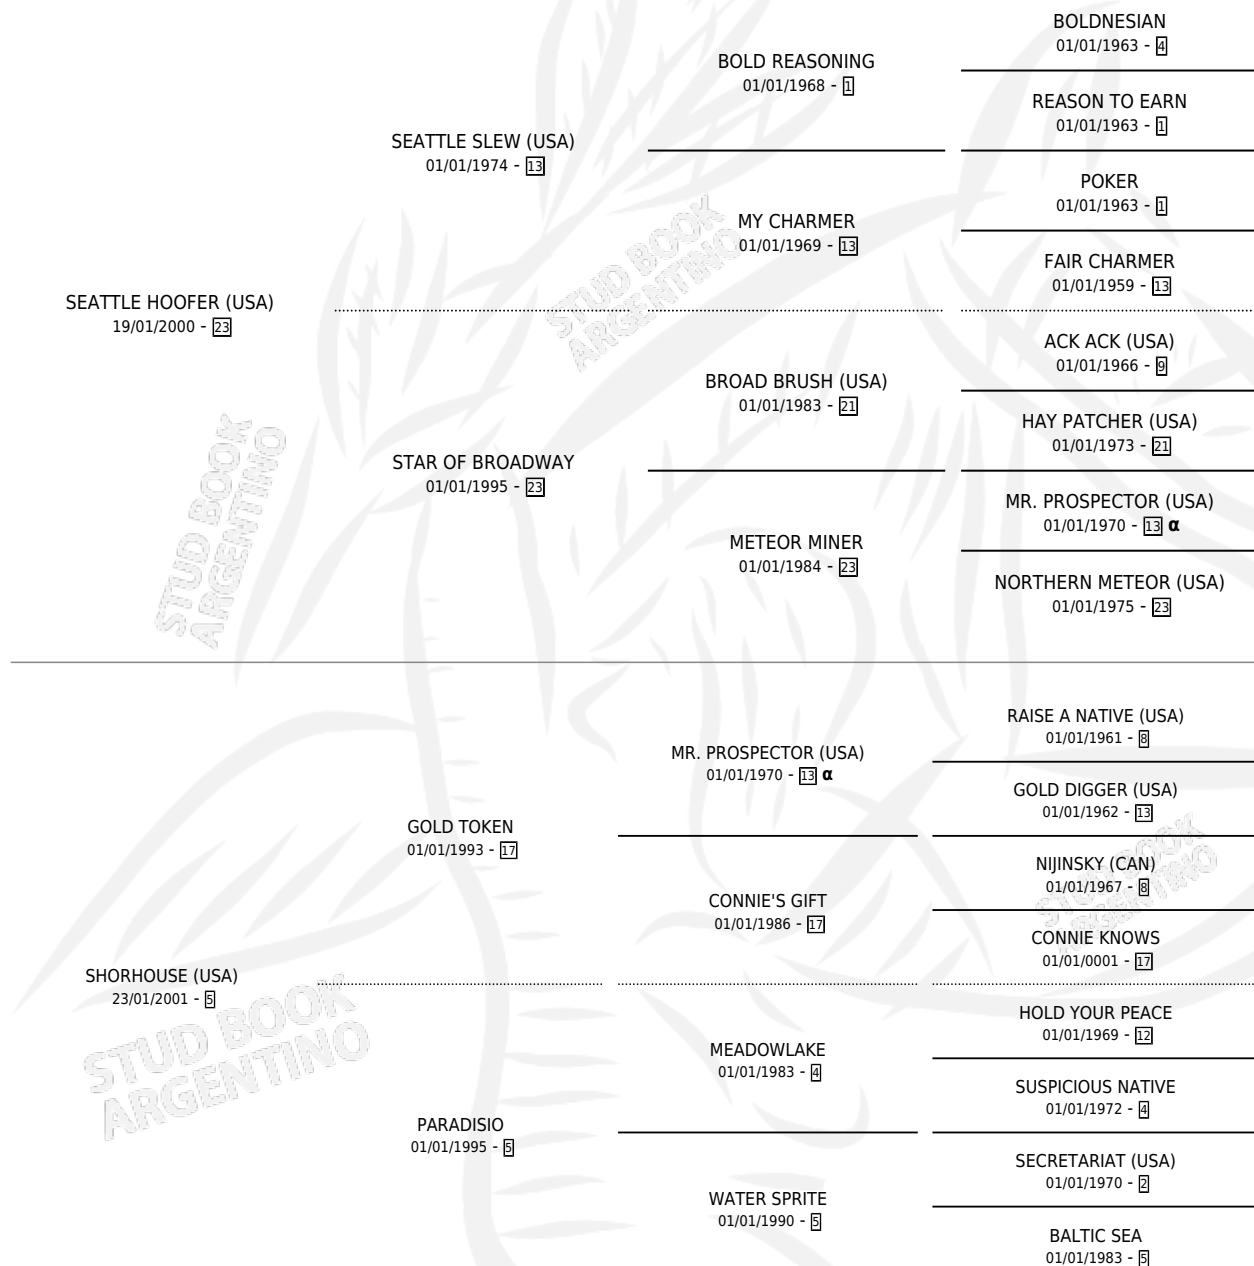 BOLDNESIAN
01/01/1963 - 4
BOLD REASONING
01/01/1968 - 1
REASON TO EARN
01/01/1963 - 1
SEATTLE SLEW (USA)
01/01/1974 - 13
POKER
01/01/1963 - 1
MY CHARMER
01/01/1969 - 13
FAIR CHARMER
01/01/1959 - 13
SEATTLE HOOFER (USA)
19/01/2000 - 23
STUD BOOK
ARGENTINO
ACK ACK (USA)
01/01/1966 - 9
BROAD BRUSH (USA)
01/01/1983 - 21
HAY PATCHER (USA)
01/01/1973 - 21
STAR OF BROADWAY
01/01/1995 - 23
MR. PROSPECTOR (USA)
01/01/1970 - 13 α
METEOR MINER
01/01/1984 - 23
NORTHERN METEOR (USA)
01/01/1975 - 23
STUD BOOK
ARGENTINO
RAISE A NATIVE (USA)
01/01/1961 - 8
MR. PROSPECTOR (USA)
01/01/1970 - 13 α
GOLD DIGGER (USA)
01/01/1962 - 13
GOLD TOKEN
01/01/1993 - 17
NIJINSKY (CAN)
01/01/1967 - 8
CONNIE'S GIFT
01/01/1986 - 17
CONNIE KNOWS
01/01/0001 - 17
STUD BOOK
ARGENTINO
SHORHOUSE (USA)
23/01/2001 - 5
STUD BOOK
ARGENTINO
HOLD YOUR PEACE
01/01/1969 - 12
MEADOWLAKE
01/01/1983 - 4
SUSPICIOUS NATIVE
01/01/1972 - 4
PARADISIO
01/01/1995 - 5
SECRETARIAT (USA)
01/01/1970 - 2
WATER SPRITE
01/01/1990 - 5
BALTIC SEA
01/01/1983 - 5